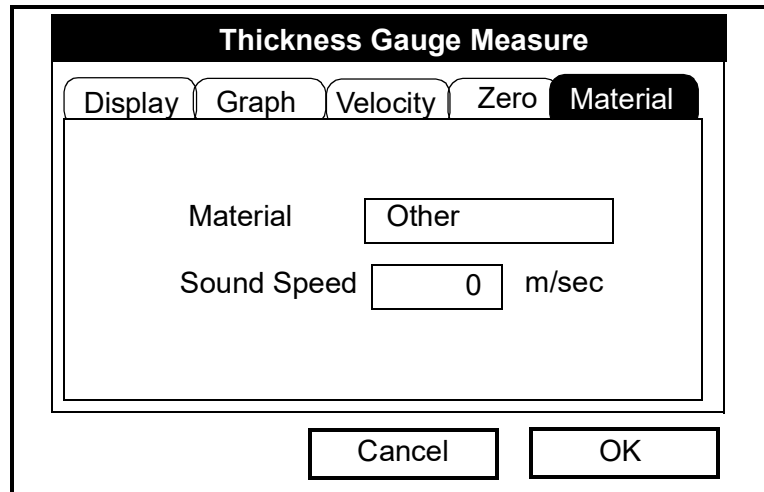 Thickness Gauge Measure
Display Graph Velocity Zero Material
Material Other
Sound Speed 0 m/sec
Cancel OK